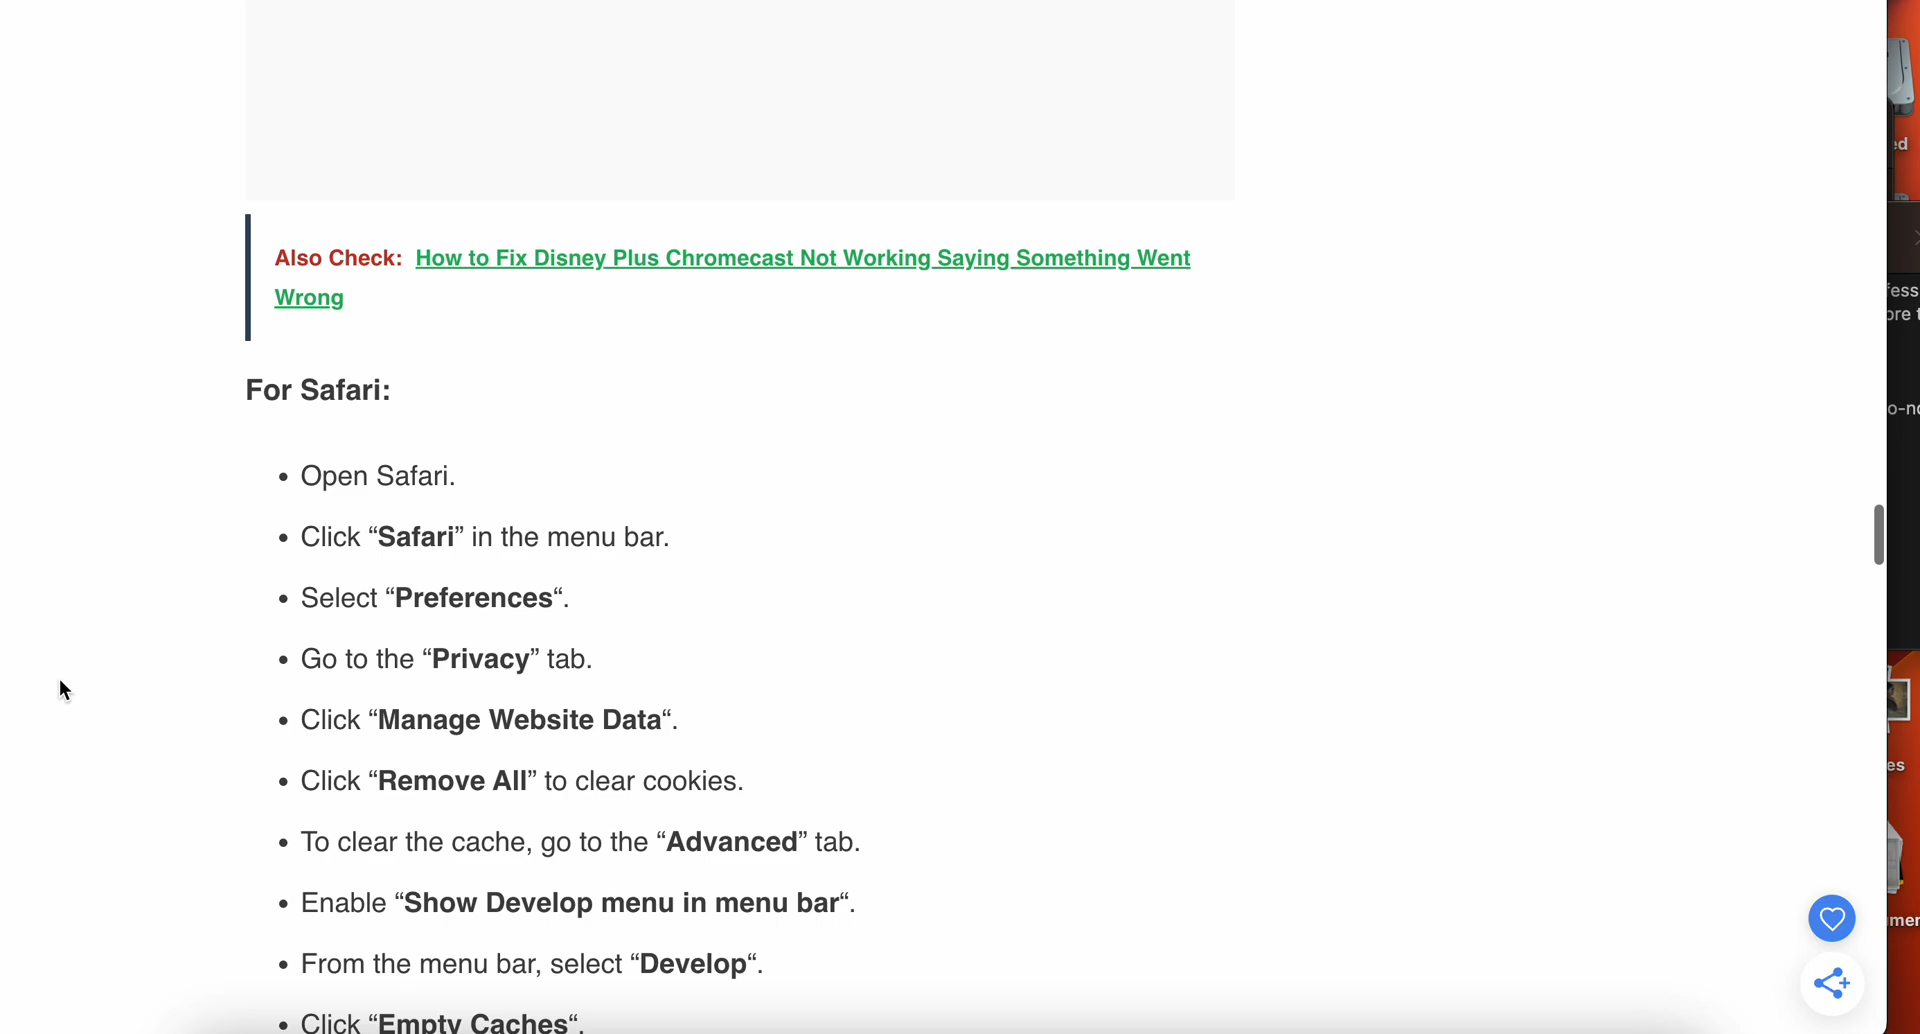 Also Check: How to Fix Disney Plus Chromecast Not Working Saying Something Went
Wrong
For Safari:
• Open Safari.
• Click “Safari” in the menu bar.
• Select “Preferences“.
• Go to the “Privacy” tab.
• Click “Manage Website Data“.
• Click “Remove All” to clear cookies.
• To clear the cache, go to the “Advanced” tab.
• Enable “Show Develop menu in menu bar“.
• From the menu bar, select “Develop“.
• Click “Empty Caches“.